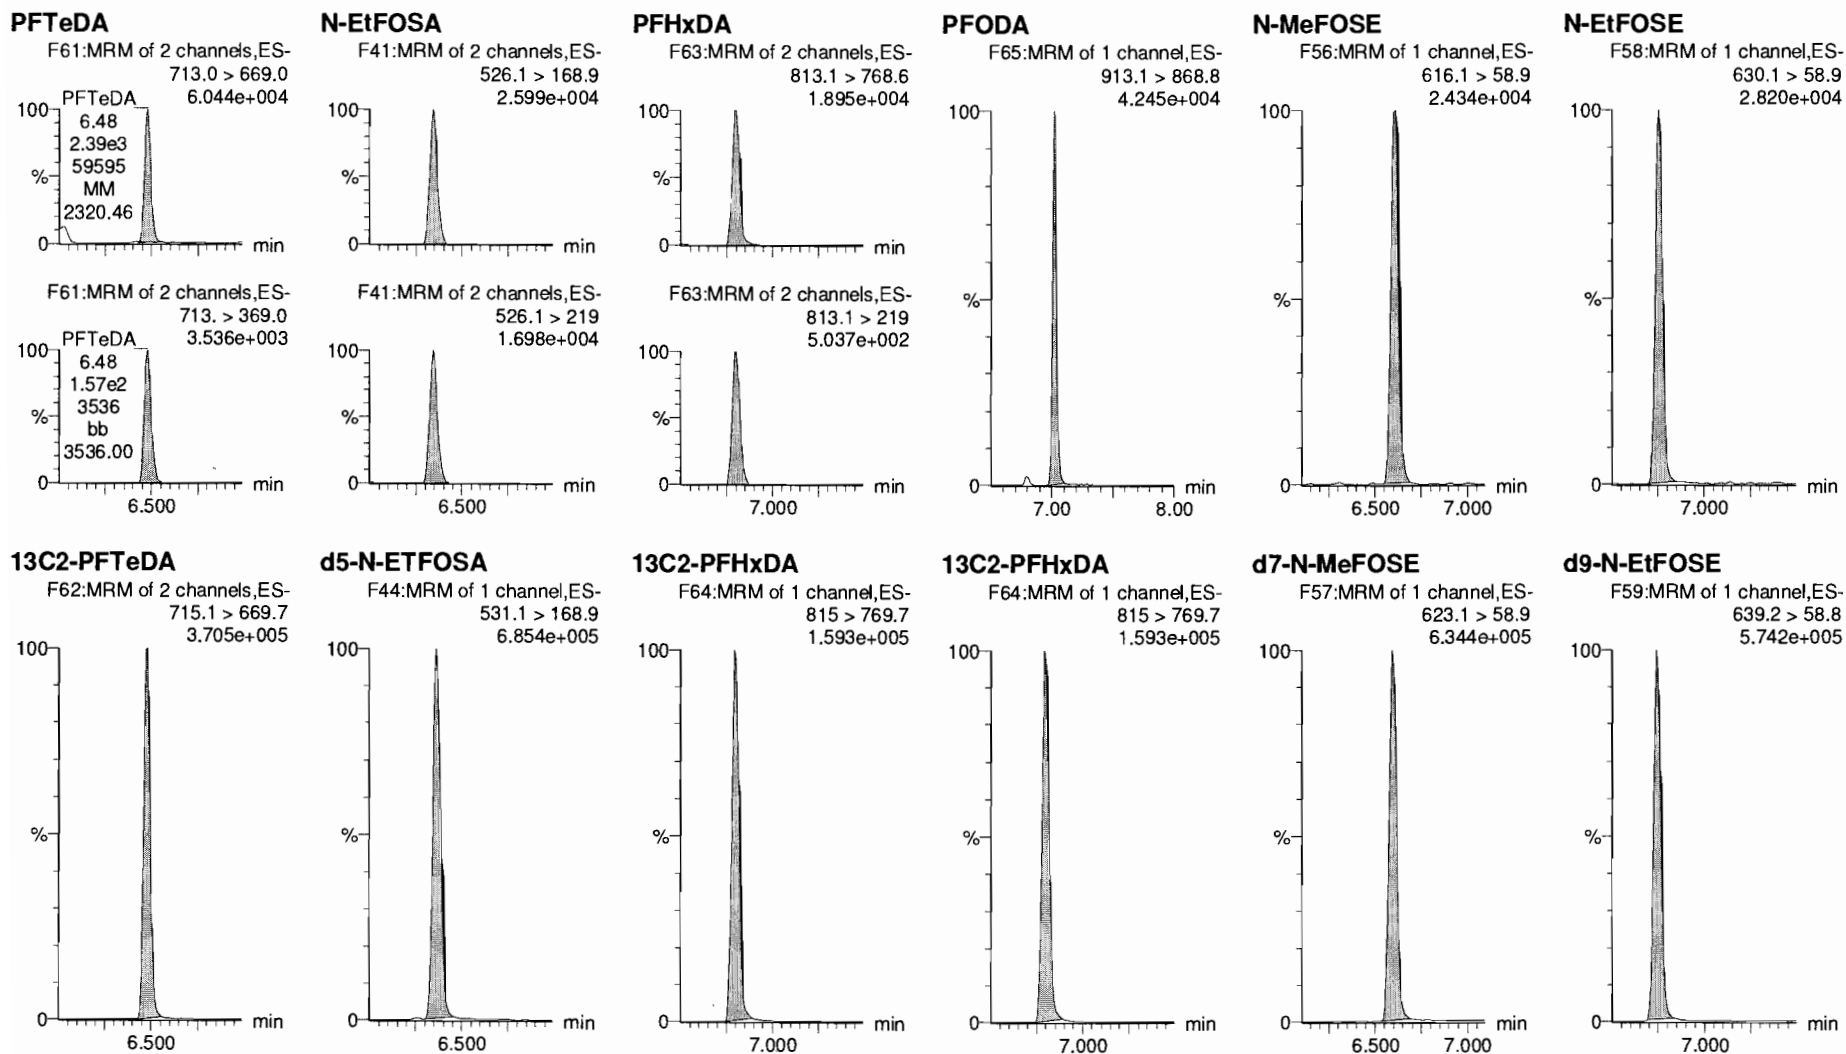 PFTeDA
F61:MRM of 2 channels,ES-
713.0 > 669.0
6.044e+004
100
PFTeDA
6.48
2.39e3
59595
MM
2320.46
%
0
min
F61:MRM of 2 channels,ES-
713. > 369.0
3.536e+003
100
PFTeDA
6.48
1.57e2
3536
bb
3536.00
%
0
min
6.500
N-EtFOSA
F41:MRM of 2 channels,ES-
526.1 > 168.9
2.599e+004
100
%
0
min
F41:MRM of 2 channels,ES-
526.1 > 219
1.698e+004
100
%
0
min
6.500
PFHxDA
F63:MRM of 2 channels,ES-
813.1 > 768.6
1.895e+004
100
%
0
min
F63:MRM of 2 channels,ES-
813.1 > 219
5.037e+002
100
%
0
min
7.000
PFODA
F65:MRM of 1 channel,ES-
913.1 > 868.8
4.245e+004
100
%
0
min
7.00 8.00
N-MeFOSE
F56:MRM of 1 channel,ES-
616.1 > 58.9
2.434e+004
100
%
0
min
6.500 7.000
N-EtFOSE
F58:MRM of 1 channel,ES-
630.1 > 58.9
2.820e+004
100
%
0
min
7.000
13C2-PFTeDA
F62:MRM of 2 channels,ES-
715.1 > 669.7
3.705e+005
100
%
0
min
6.500
d5-N-ETFOSA
F44:MRM of 1 channel,ES-
531.1 > 168.9
6.854e+005
100
%
0
min
6.500
13C2-PFHxDA
F64:MRM of 1 channel,ES-
815 > 769.7
1.593e+005
100
%
0
min
7.000
13C2-PFHxDA
F64:MRM of 1 channel,ES-
815 > 769.7
1.593e+005
100
%
0
min
7.000
d7-N-MeFOSE
F57:MRM of 1 channel,ES-
623.1 > 58.9
6.344e+005
100
%
0
min
6.500 7.000
d9-N-EtFOSE
F59:MRM of 1 channel,ES-
639.2 > 58.8
5.742e+005
100
%
0
min
7.000